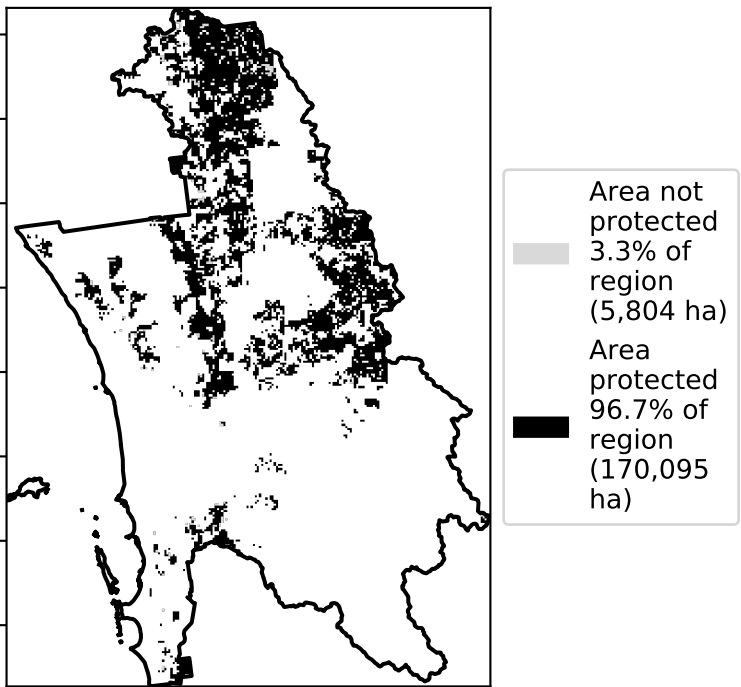 Area not
protected
3.3% of
region
(5,804 ha)
Area
protected
96.7% of
region
(170,095
ha)